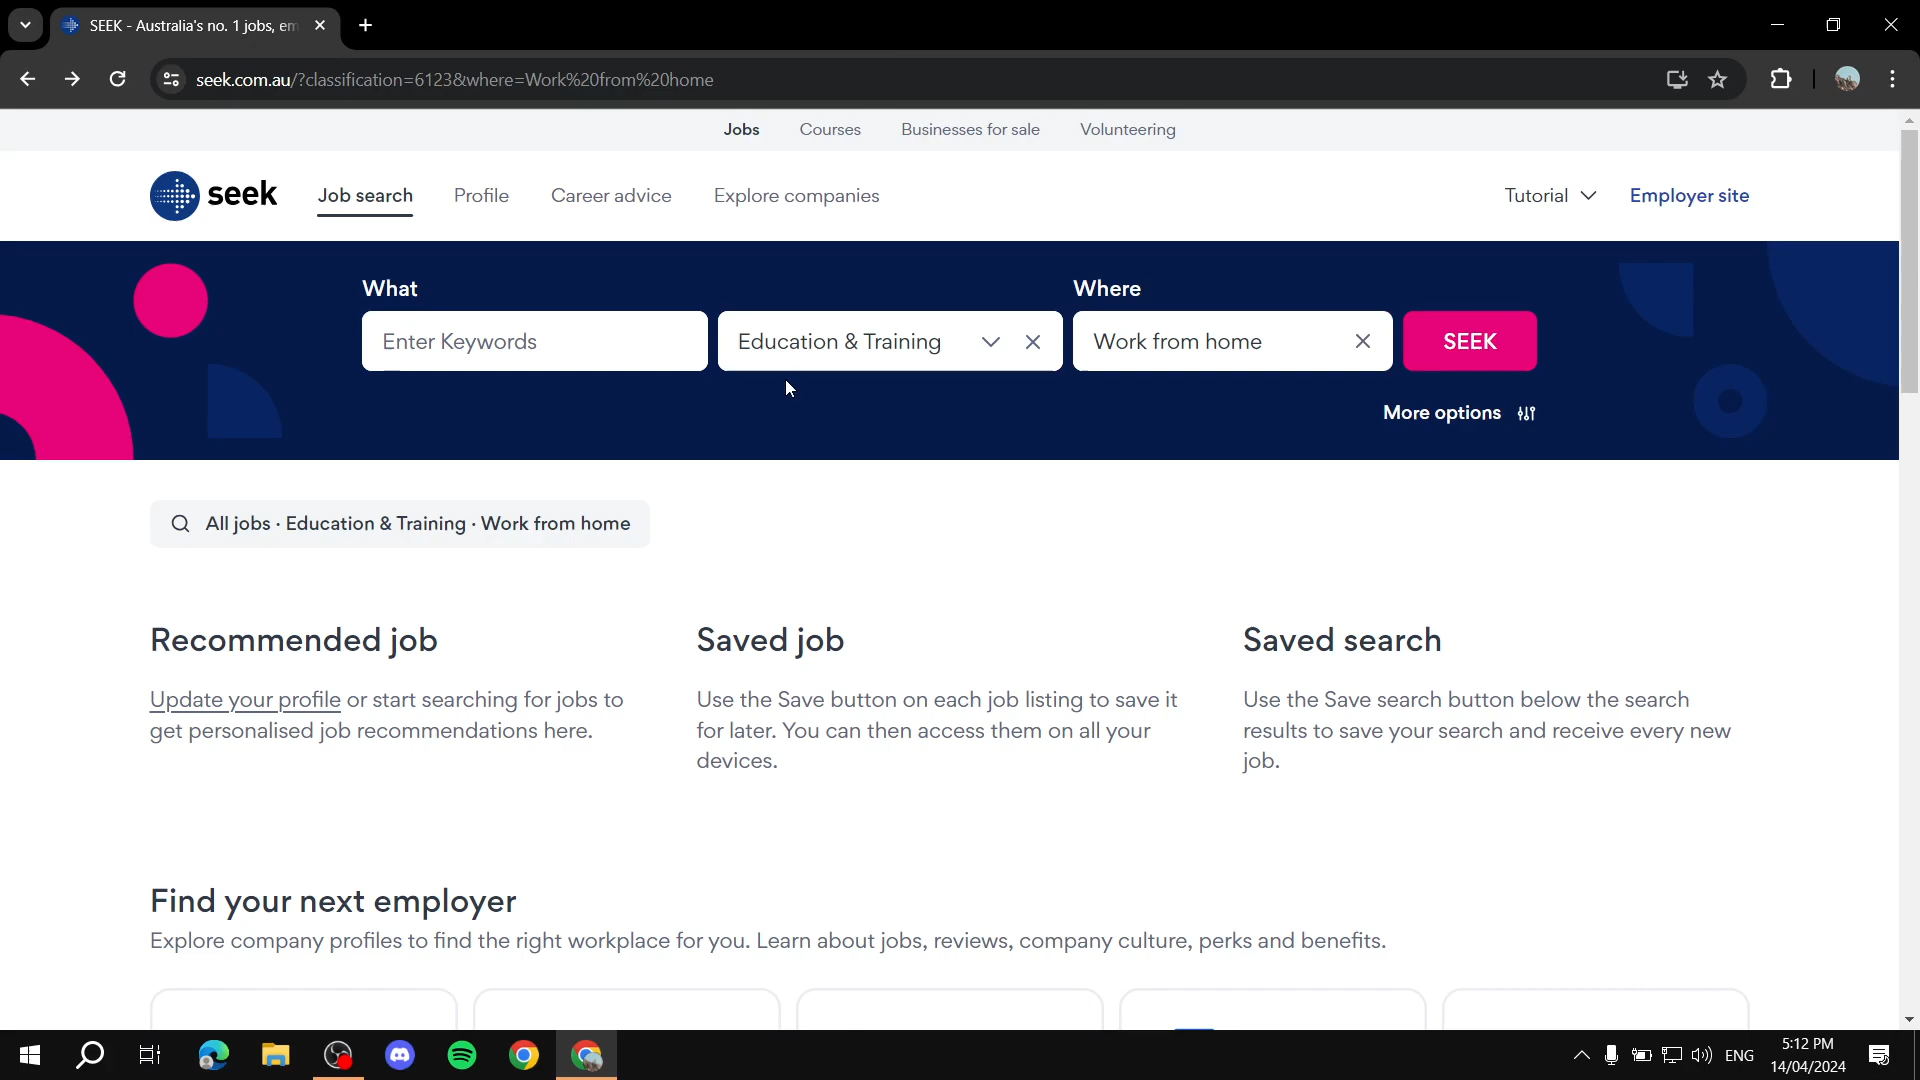 SEEK - Australia's no. 1 jobs, em
seek.com.au/?classification=6123&where=Work%20from%20home
Jobs Courses Businesses for sale Volunteering
seek Job search Profile Career advice Explore companies Tutorial Employer site
What Where
Enter Keywords Education & Training Work from home SEEK
More options
All jobs · Education & Training · Work from home
Recommended job
Update your profile or start searching for jobs to
get personalised job recommendations here.
Saved job
Use the Save button on each job listing to save it
for later. You can then access them on all your
devices.
Saved search
Use the Save search button below the search
results to save your search and receive every new
job.
Find your next employer
Explore company profiles to find the right workplace for you. Learn about jobs, reviews, company culture, perks and benefits.
ENG
5:12 PM
14/04/2024